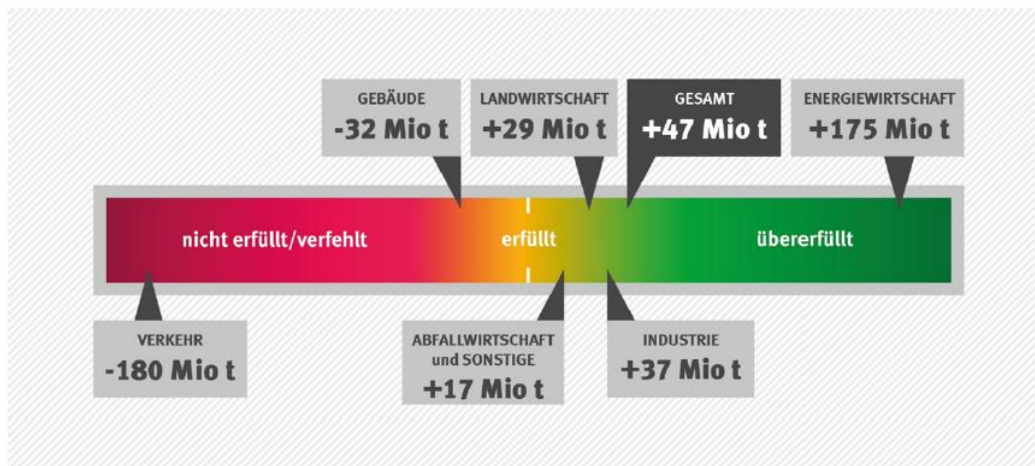 GEBÄUDE
-32 Mio t
LANDWIRTSCHAFT
+29 Mio t
GESAMT
+47 Mio t
ENERGIEWIRTSCHAFT
+175 Mio t
nicht erfüllt/verfehlt
erfüllt
übererfüllt
VERKEHR
-180 Mio t
ABFALLWIRTSCHAFT
und SONSTIGE
+17 Mio t
INDUSTRIE
+37 Mio t